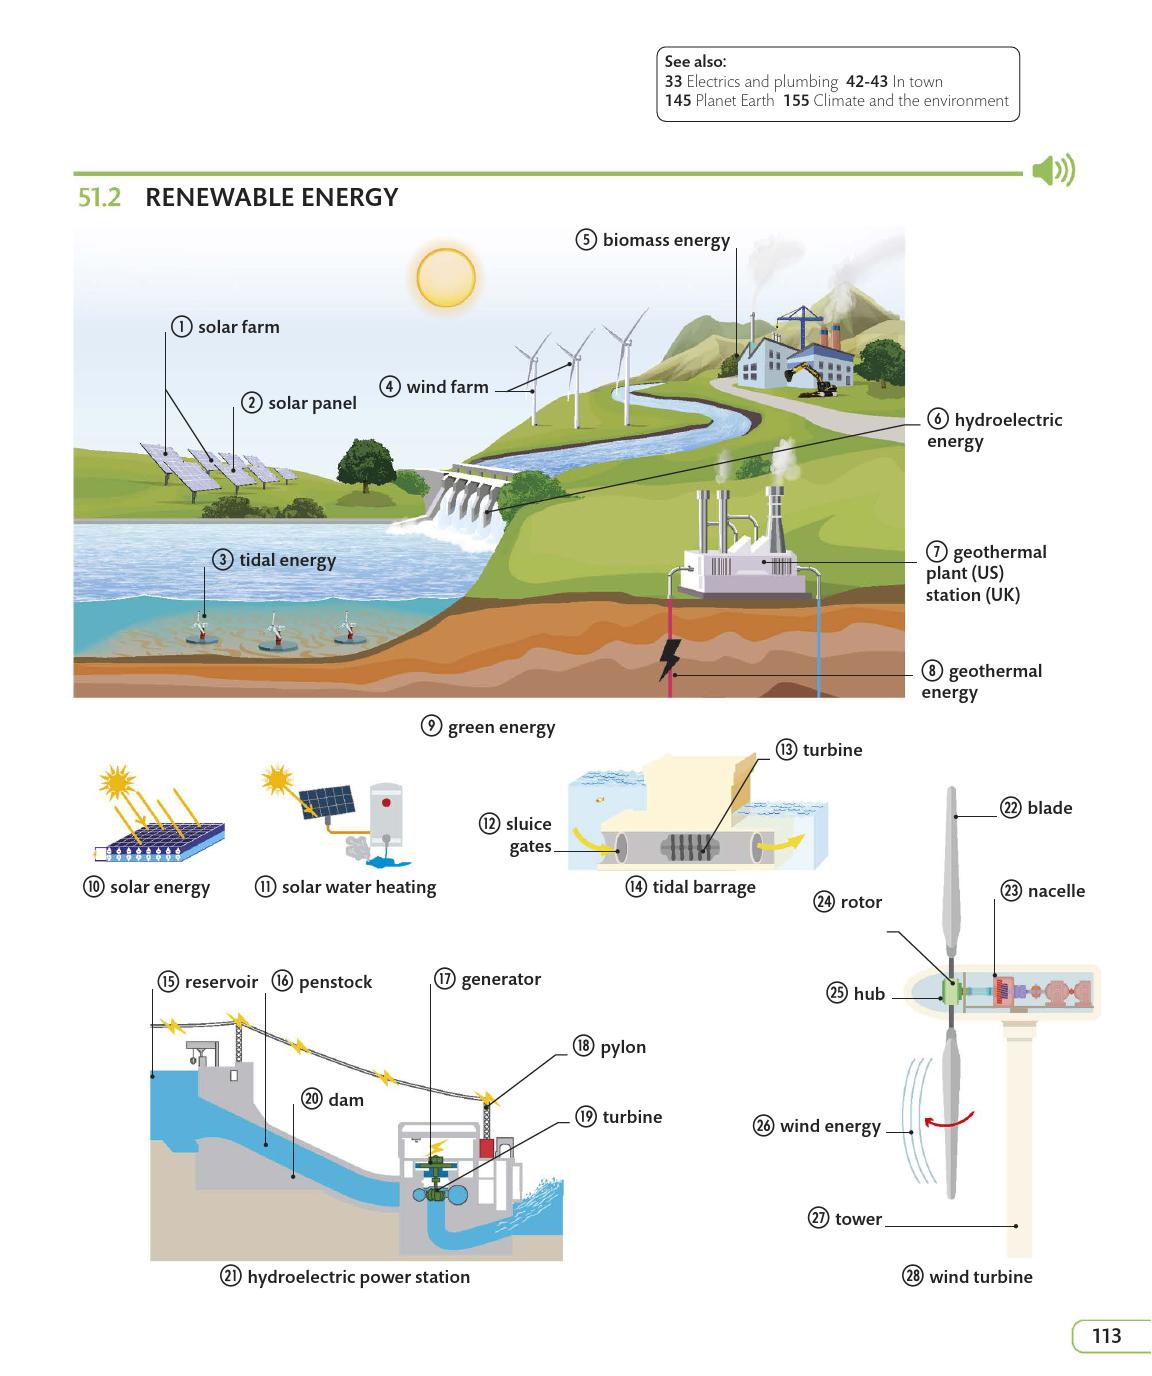 See also:
33 Electrics and plumbing 42-43 In town
145 Planet Earth 155 Climate and the environment
51.2 RENEWABLE ENERGY
5 biomass energy
1 solar farm
4 wind farm
2 solar panel
6 hydroelectric
energy
3 tidal energy
7 geothermal
plant (US)
station (UK)
8 geothermal
energy
9 green energy
13 turbine
12 sluice
gates
22 blade
10 solar energy
11 solar water heating
14 tidal barrage
24 rotor
23 nacelle
15 reservoir
16 penstock
17 generator
25 hub
18 pylon
20 dam
19 turbine
26 wind energy
27 tower
21 hydroelectric power station
28 wind turbine
113